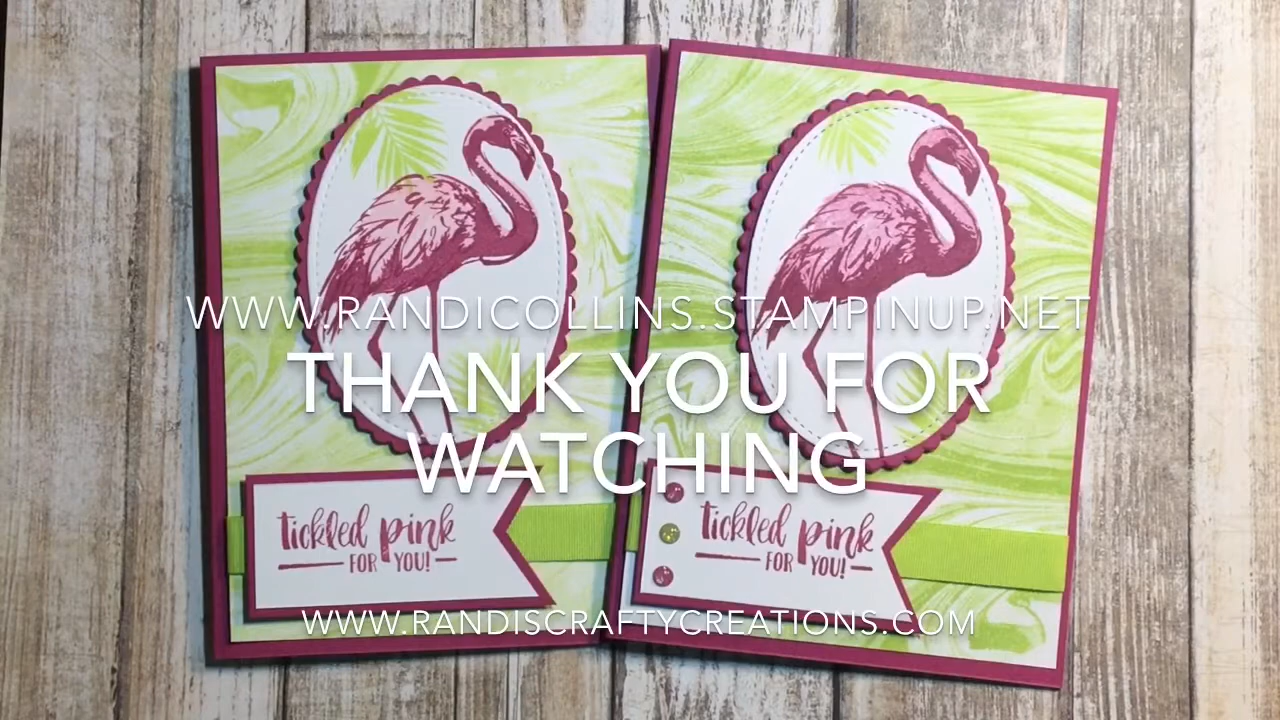 WWW.RANDICOLLINS.STAMPINUP.NET
THANK YOU FOR
WATCHING
tickled pink
FOR YOU!
tickled pink
FOR YOU!
WWW.RANDISCRAFTYCREATIONS.COM